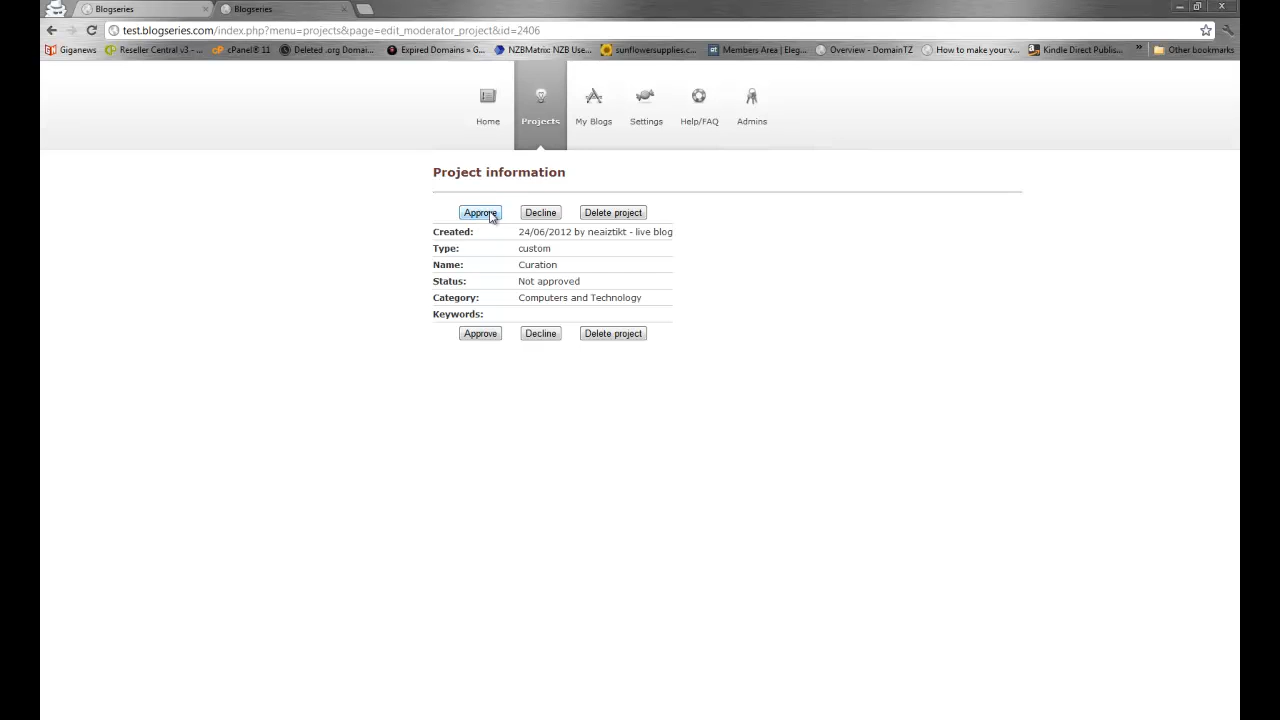 Blogseries
Blogseries
test.blogseries.com/index.php?menu=projects&page=edit_moderator_project&id=2406
Giganews Reseller Central v3 - ... cPanel® 11 Deleted .org Domai... Expired Domains » G... NZBMatrix: NZB Use... sunflowersupplies.c... Members Area | Eleg... Overview - DomainTZ How to make your v... Kindle Direct Publis... » Other bookmarks
Home Projects My Blogs Settings Help/FAQ Admins
Project information
Approve Decline Delete project
Created: 24/06/2012 by neaiztikt - live blog
Type: custom
Name: Curation
Status: Not approved
Category: Computers and Technology
Keywords:
Approve Decline Delete project